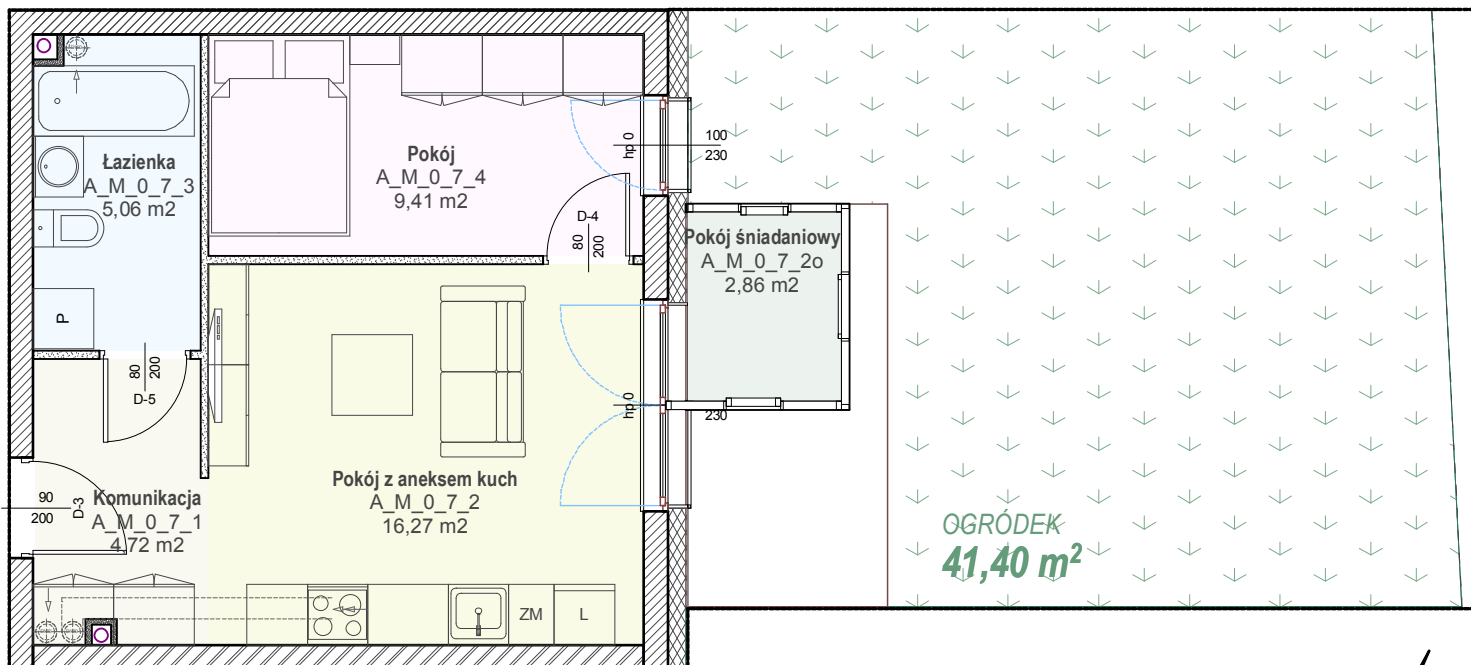 Łazienka
A_M_0_7_3
5,06 m2
P
80
200
D-5
Pokój
A_M_0_7_4
9,41 m2
D-4
80
200
hp 0
100
230
Pokój śniadaniowy
A_M_0_7_2o
2,86 m2
hp 0
230
Pokój z aneksem kuch
A_M_0_7_2
16,27 m2
90
200
D-3
Komunikacja
A_M_0_7_1
4,72 m2
ZM
L
OGRÓDEK
41,40 m²